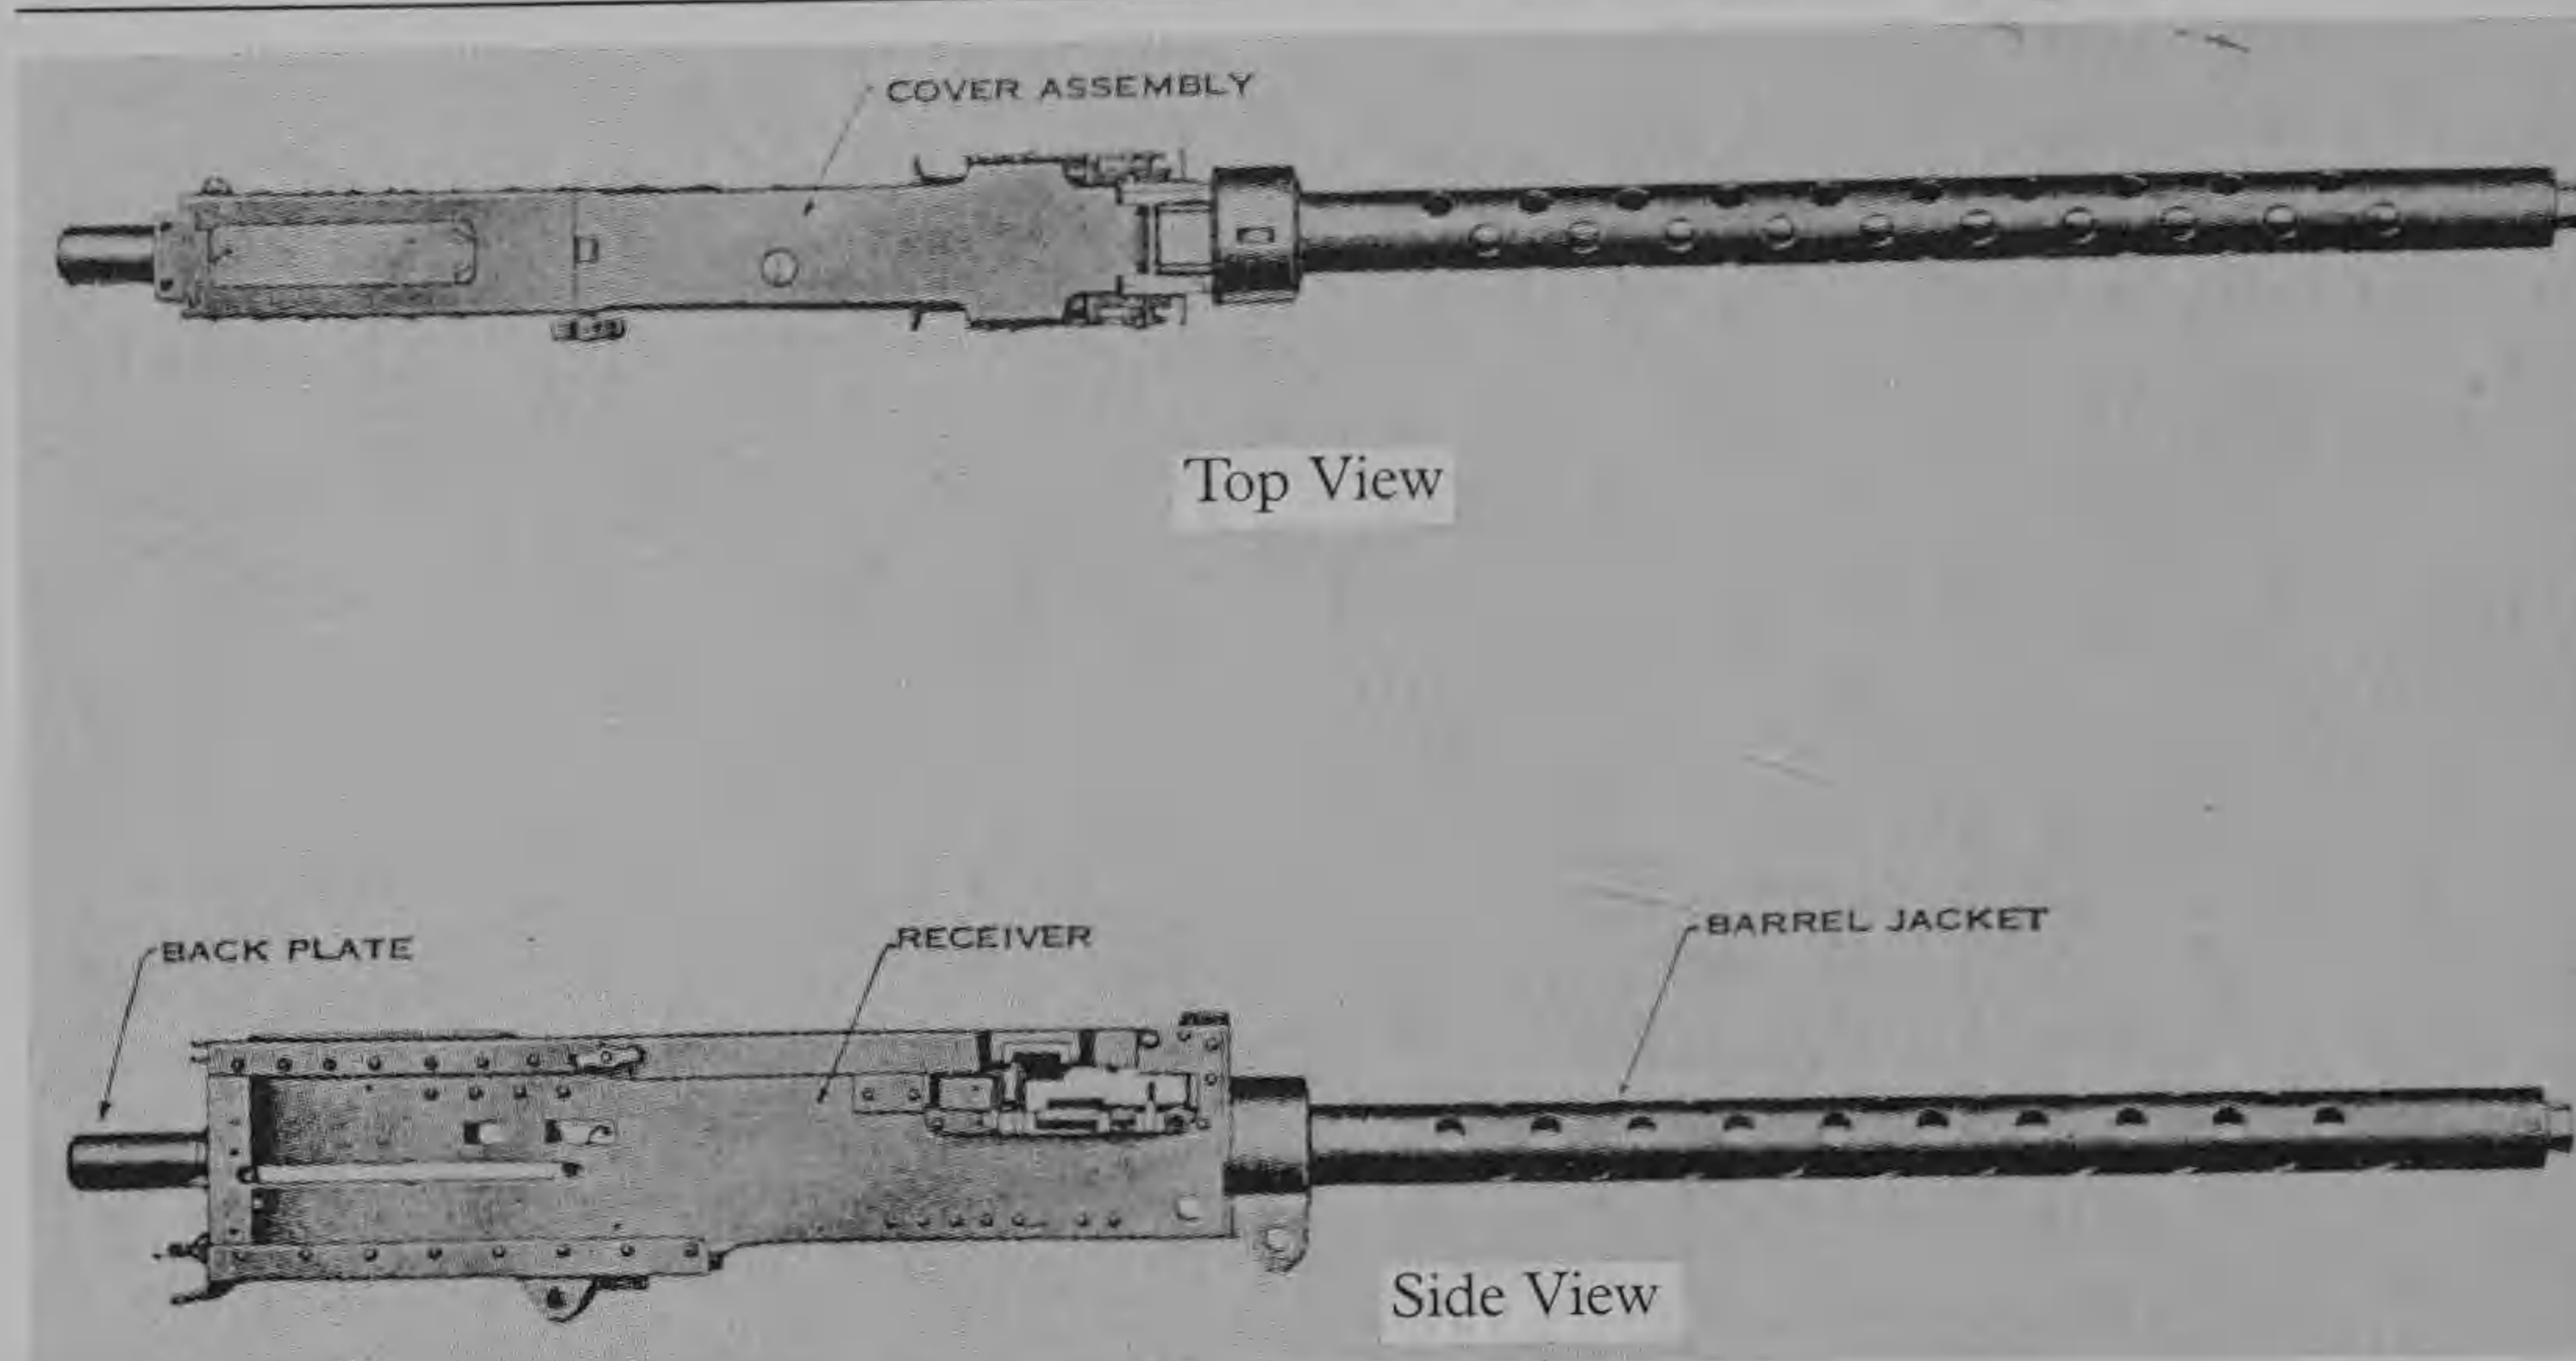 COVER ASSEMBLY
Top View
BACK PLATE
RECEIVER
BARREL JACKET
Side View